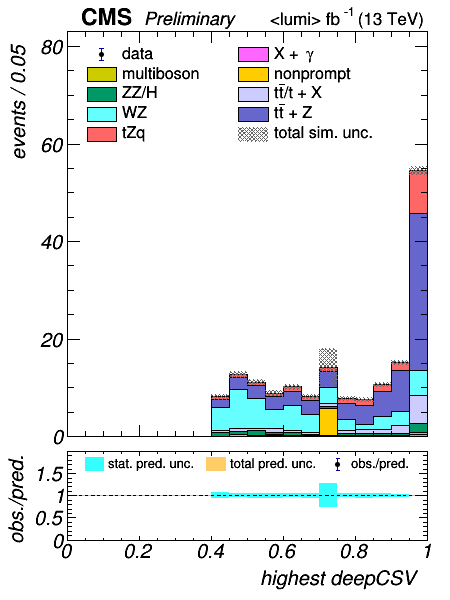 CMS Preliminary <lumi> fb⁻¹ (13 TeV)
events / 0.05
80
60
40
20
0
data
multiboson
ZZ/H
WZ
tZq
X + γ
nonprompt
tt̄/t + X
tt̄ + Z
total sim. unc.
obs./pred.
1.5
1
0.5
0
stat. pred. unc. total pred. unc. obs./pred.
0 0.2 0.4 0.6 0.8 1
highest deepCSV